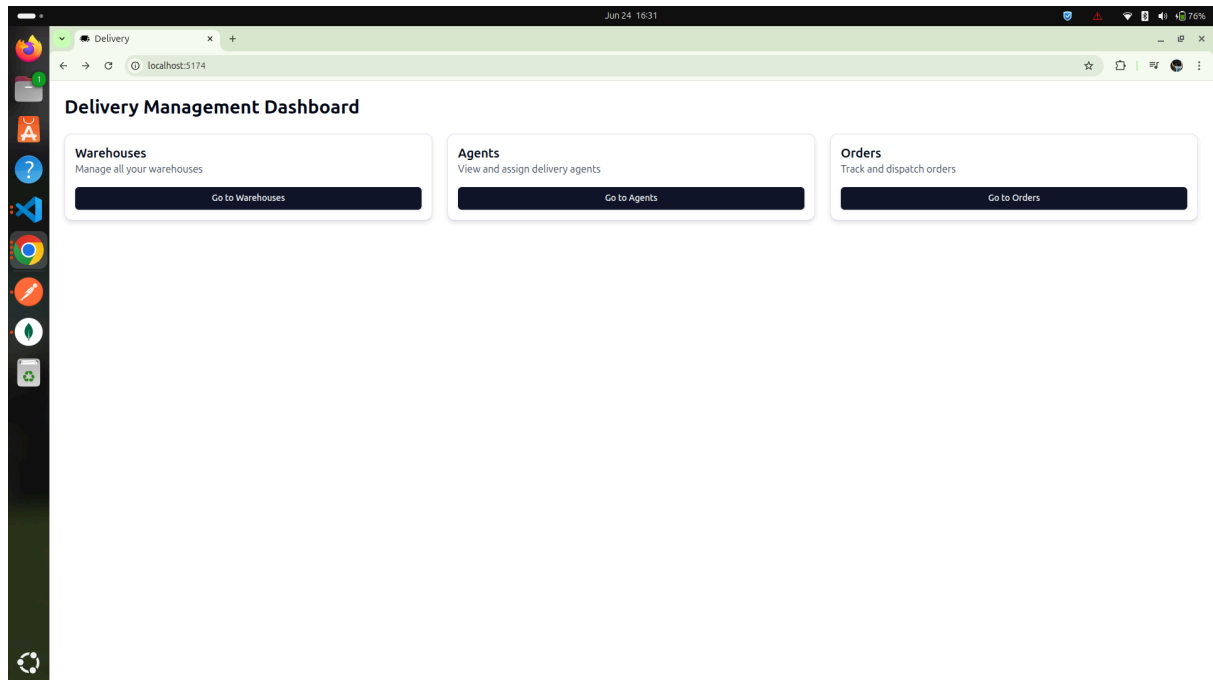 Jun 24 16:31
76%
Delivery
localhost:5174
1
Delivery Management Dashboard
Warehouses
Manage all your warehouses
Go to Warehouses
Agents
View and assign delivery agents
Go to Agents
Orders
Track and dispatch orders
Go to Orders